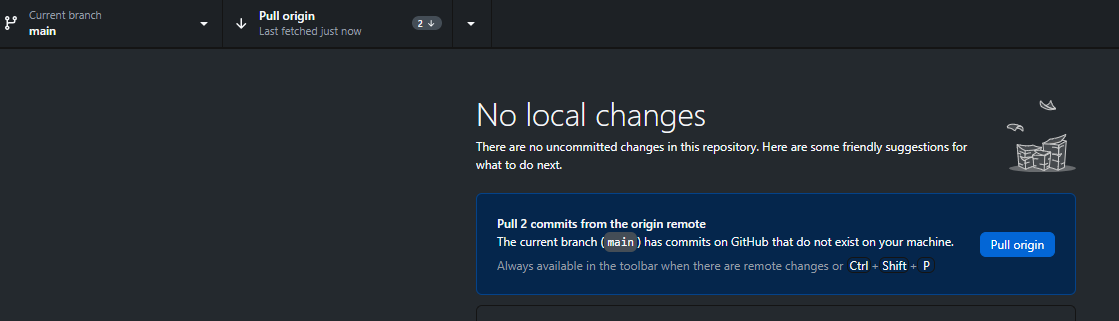 Current branch
main
Pull origin
Last fetched just now
2
No local changes
There are no uncommitted changes in this repository. Here are some friendly suggestions for
what to do next.
Pull 2 commits from the origin remote
The current branch (main) has commits on GitHub that do not exist on your machine.
Pull origin
Always available in the toolbar when there are remote changes or Ctrl + Shift + P